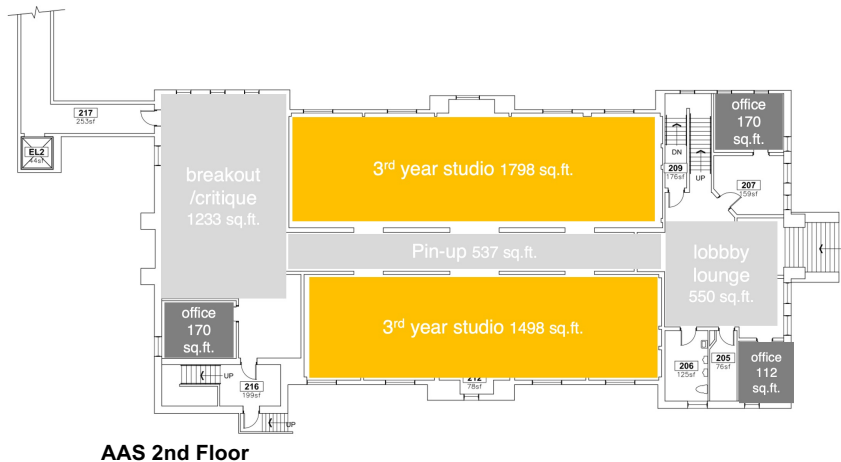 217
253sf
EL2
44sf
breakout
/critique
1233 sq.ft.
3rd year studio 1798 sq.ft.
DN
UP
209
176sf
office
170
sq.ft.
207
159sf
Pin-up 537 sq.ft.
lobbby
lounge
550 sq.ft.
office
170
sq.ft.
3rd year studio 1498 sq.ft.
UP
216
199sf
UP
212
78sf
206
125sf
205
76sf
office
112
sq.ft.
AAS 2nd Floor